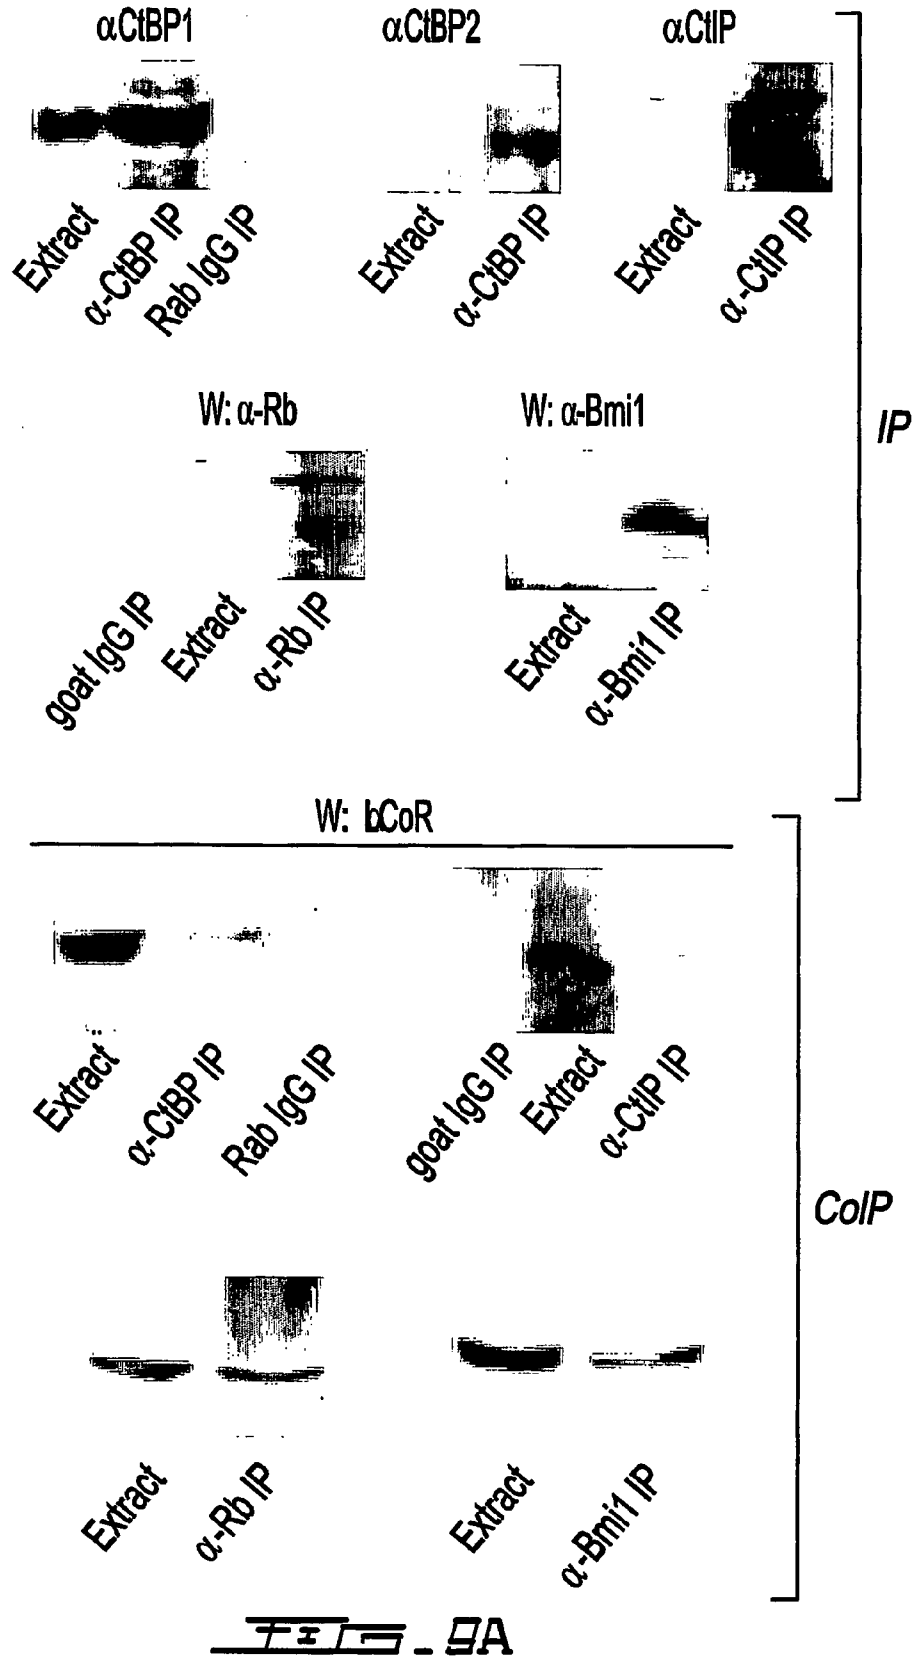 αCtBP1 αCtBP2 αCtIP
Extract α-CtBP IP Rab IgG IP Extract α-CtBP IP Extract α-CtIP IP
IP
W: α-Rb W: α-Bmi1
goat IgG IP Extract α-Rb IP Extract α-Bmi1 IP
W: bCoR
Extract α-CtBP IP Rab IgG IP goat IgG IP Extract α-CtIP IP
CoIP
Extract α-Rb IP Extract α-Bmi1 IP
FIG. 9A